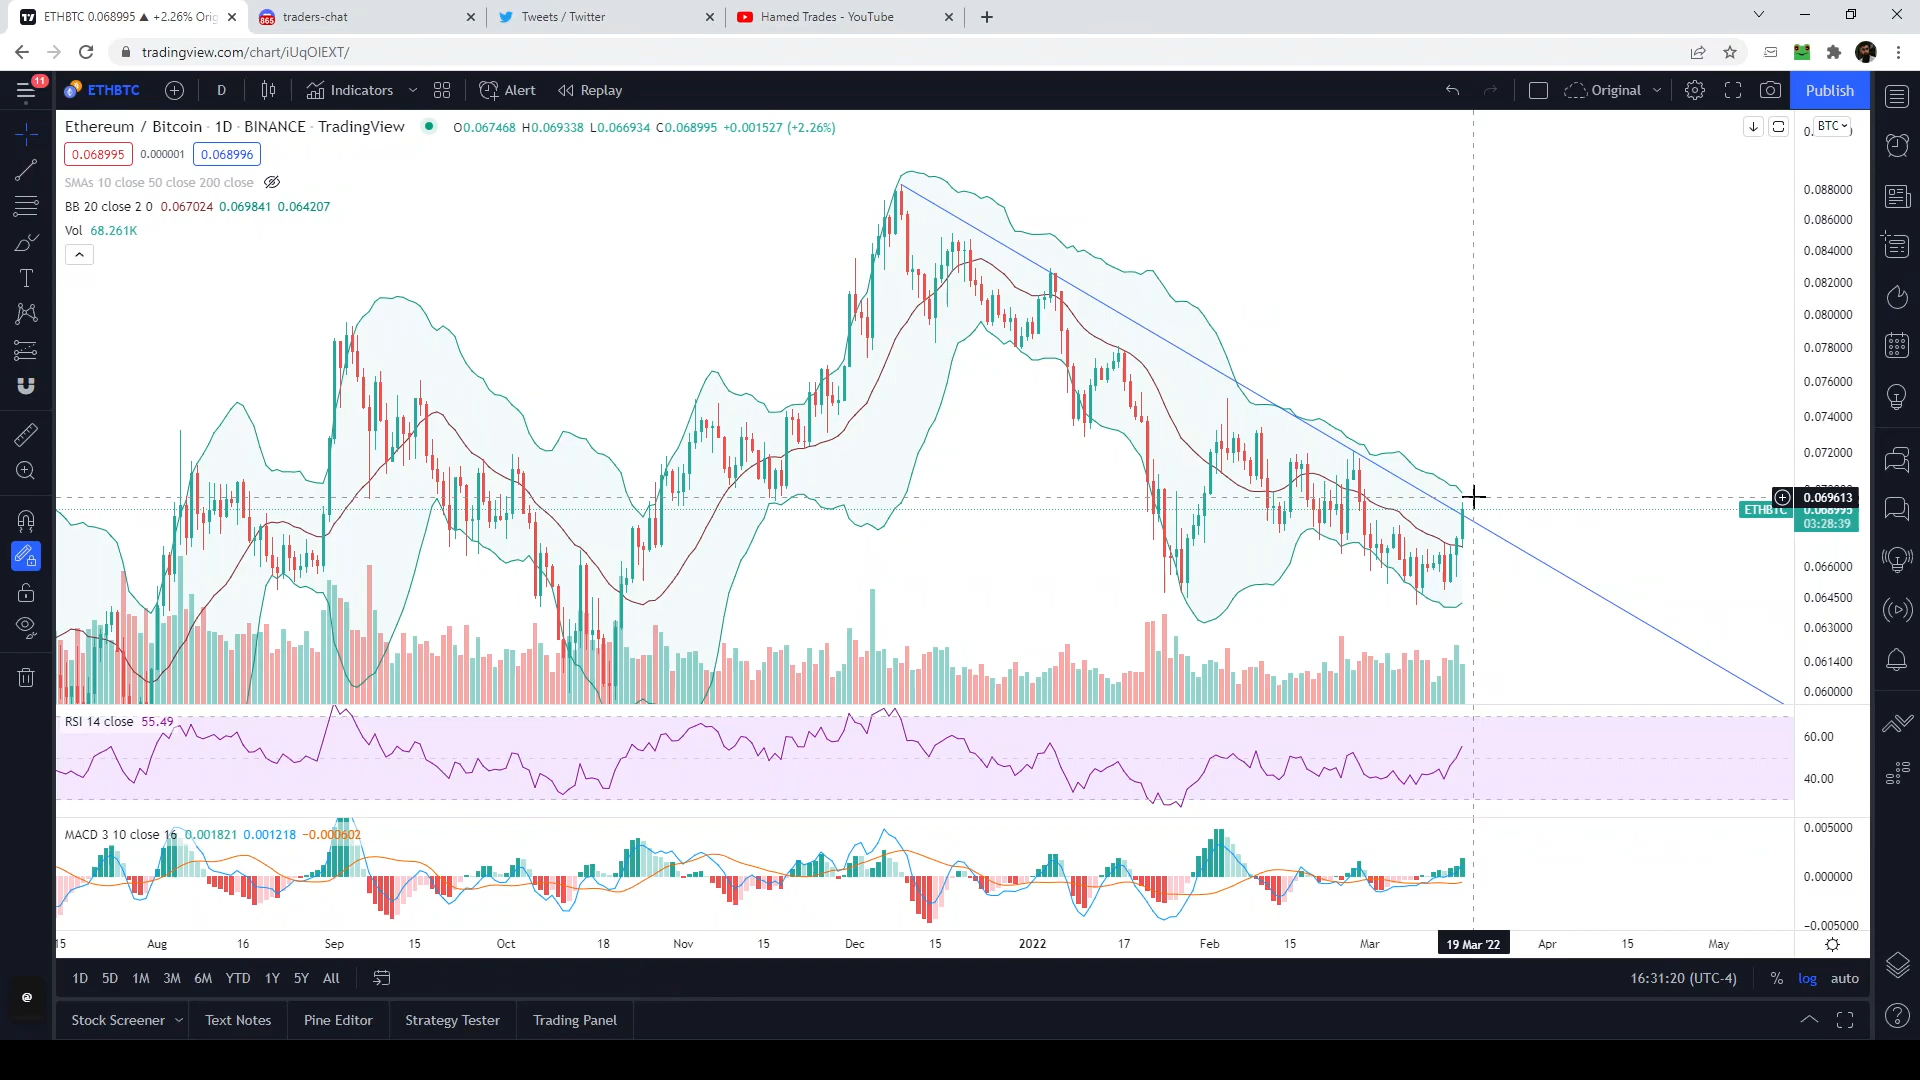 ETHBTC 0.068995 ▲ +2.26% Orig
traders-chat
Tweets / Twitter
Hamed Trades - YouTube
tradingview.com/chart/iUqOIEXT/
11
ETHBTC
D
Indicators
Alert
Replay
Original
Publish
Ethereum / Bitcoin · 1D · BINANCE · TradingView
O0.067468 H0.069338 L0.066934 C0.068995 +0.001527 (+2.26%)
BTC
0.068995
0.000001
0.068996
SMAs 10 close 50 close 200 close
BB 20 close 2 0 0.067024 0.069841 0.064207
Vol 68.261K
0.088000
0.086000
0.084000
0.082000
0.080000
0.078000
0.076000
0.074000
0.072000
0.069613
ETHBTC
0.068995
03:28:39
0.066000
0.064500
0.063000
0.061400
0.060000
RSI 14 close 55.49
60.00
40.00
MACD 3 10 close 16 0.001821 0.001218 −0.000602
0.005000
0.000000
−0.005000
15 Aug 16 Sep 15 Oct 18 Nov 15 Dec 15 2022 17 Feb 15 Mar 19 Mar '22 Apr 15 May
1D 5D 1M 3M 6M YTD 1Y 5Y All
16:31:20 (UTC-4)
%
log
auto
Stock Screener
Text Notes
Pine Editor
Strategy Tester
Trading Panel